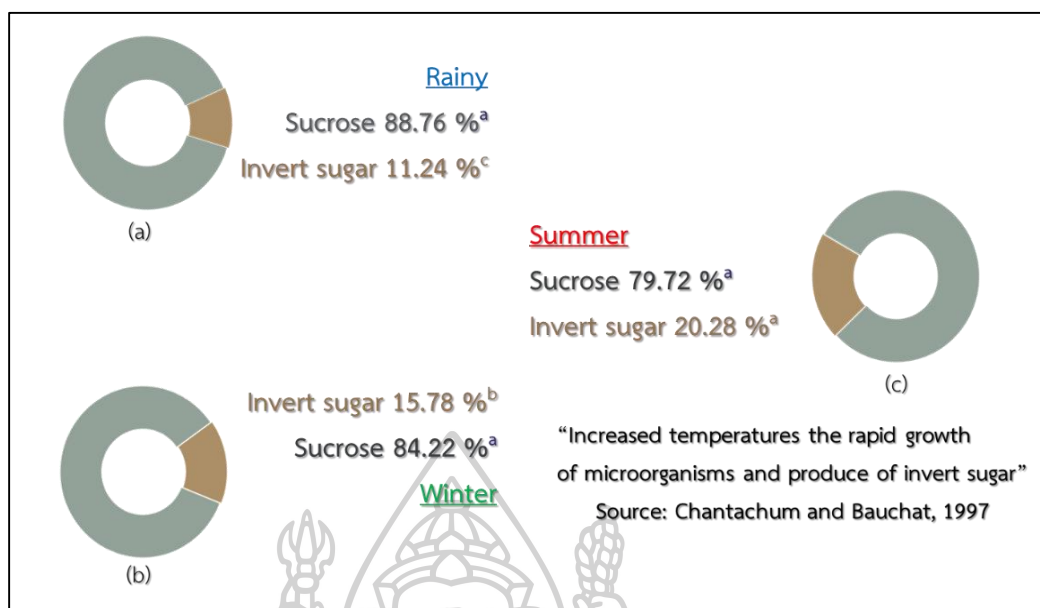 Rainy
Sucrose 88.76 %ᵃ
Invert sugar 11.24 %ᶜ
(a)
Summer
Sucrose 79.72 %ᵃ
Invert sugar 20.28 %ᵃ
(c)
Invert sugar 15.78 %ᵇ
Sucrose 84.22 %ᵃ
Winter
(b)
“Increased temperatures the rapid growth
of microorganisms and produce of invert sugar”
Source: Chantachum and Bauchat, 1997